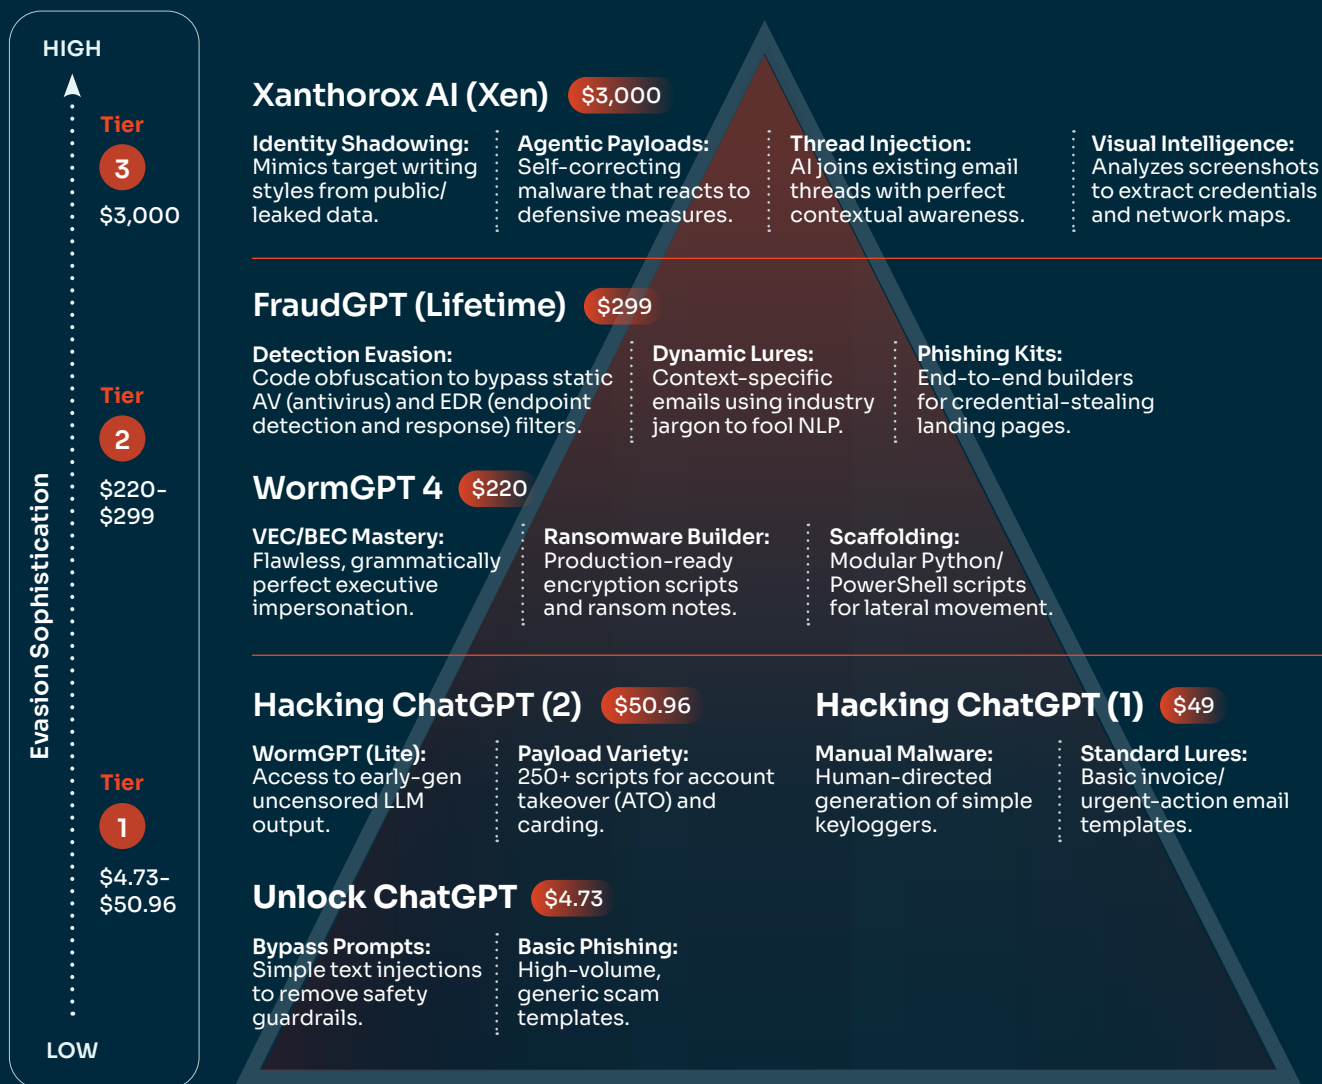 HIGH
Tier
3
$3,000
Tier
2
$220–
$299
Evasion Sophistication
Tier
1
$4.73–
$50.96
LOW
Xanthorox AI (Xen)
$3,000
Identity Shadowing:
Mimics target writing
styles from public/
leaked data.
Agentic Payloads:
Self-correcting
malware that reacts to
defensive measures.
Thread Injection:
AI joins existing email
threads with perfect
contextual awareness.
Visual Intelligence:
Analyzes screenshots
to extract credentials
and network maps.
FraudGPT (Lifetime)
$299
Detection Evasion:
Code obfuscation to bypass static
AV (antivirus) and EDR (endpoint
detection and response) filters.
Dynamic Lures:
Context-specific
emails using industry
jargon to fool NLP.
Phishing Kits:
End-to-end builders
for credential-stealing
landing pages.
WormGPT 4
$220
VEC/BEC Mastery:
Flawless, grammatically
perfect executive
impersonation.
Ransomware Builder:
Production-ready
encryption scripts
and ransom notes.
Scaffolding:
Modular Python/
PowerShell scripts
for lateral movement.
Hacking ChatGPT (2)
$50.96
WormGPT (Lite):
Access to early-gen
uncensored LLM
output.
Payload Variety:
250+ scripts for account
takeover (ATO) and
carding.
Hacking ChatGPT (1)
$49
Manual Malware:
Human-directed
generation of simple
keyloggers.
Standard Lures:
Basic invoice/
urgent-action email
templates.
Unlock ChatGPT
$4.73
Bypass Prompts:
Simple text injections
to remove safety
guardrails.
Basic Phishing:
High-volume,
generic scam
templates.